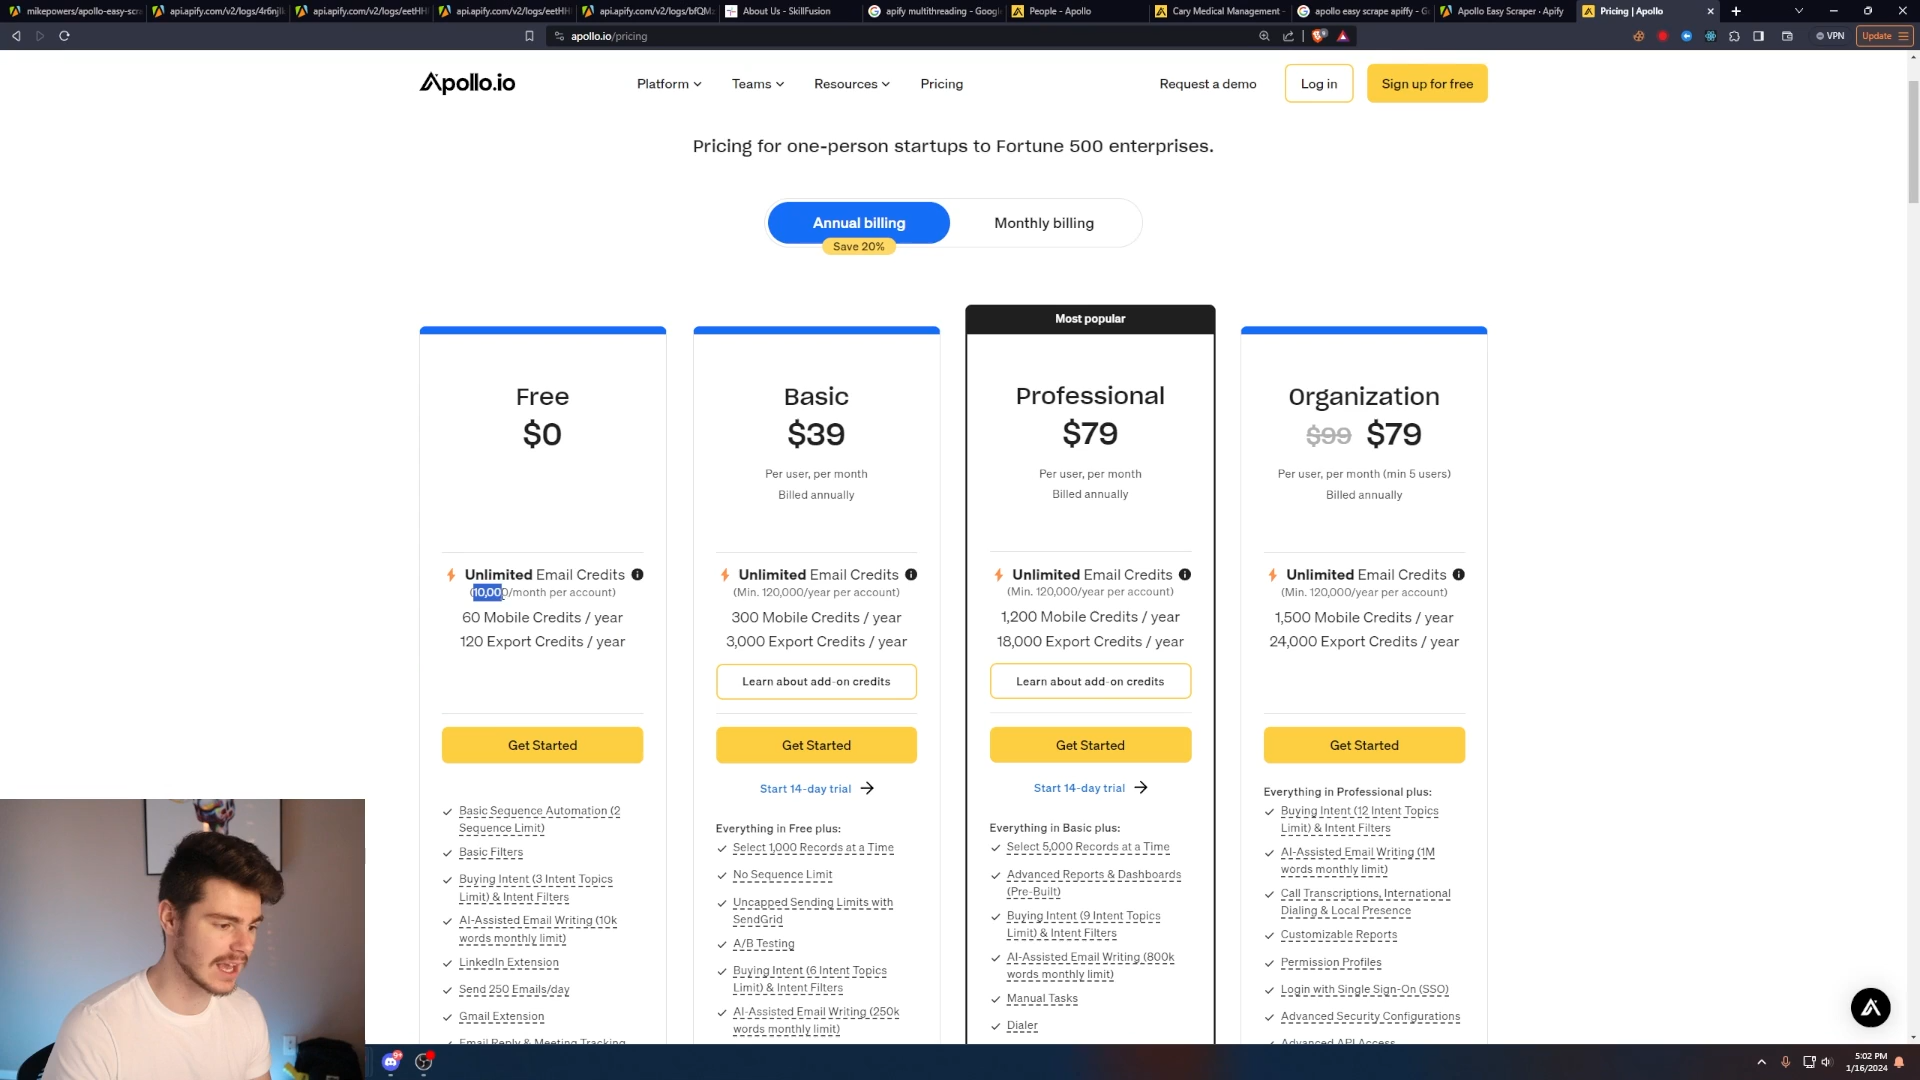 mikepowers/apollo-easy-scr
api.apify.com/v2/logs/4r6njl
api.apify.com/v2/logs/eetHH
api.apify.com/v2/logs/eetHH
api.apify.com/v2/logs/bfQM
About Us - SkillFusion
apify multithreading - Googl
People - Apollo
Cary Medical Management -
apollo easy scrape apiffy - G
Apollo Easy Scraper · Apify
Pricing | Apollo
apollo.io/pricing
VPN
Update
Apollo.io
Platform
Teams
Resources
Pricing
Request a demo
Log in
Sign up for free
Pricing for one-person startups to Fortune 500 enterprises.
Annual billing
Monthly billing
Save 20%
Most popular
Free
$0
Unlimited Email Credits
(10,000/month per account)
60 Mobile Credits / year
120 Export Credits / year
Get Started
Basic Sequence Automation (2
Sequence Limit)
Basic Filters
Buying Intent (3 Intent Topics
Limit) & Intent Filters
AI-Assisted Email Writing (10k
words monthly limit)
LinkedIn Extension
Send 250 Emails/day
Gmail Extension
Email Reply & Meeting Tracking
Basic
$39
Per user, per month
Billed annually
Unlimited Email Credits
(Min. 120,000/year per account)
300 Mobile Credits / year
3,000 Export Credits / year
Learn about add-on credits
Get Started
Start 14-day trial
Everything in Free plus:
Select 1,000 Records at a Time
No Sequence Limit
Uncapped Sending Limits with
SendGrid
A/B Testing
Buying Intent (6 Intent Topics
Limit) & Intent Filters
AI-Assisted Email Writing (250k
words monthly limit)
Professional
$79
Per user, per month
Billed annually
Unlimited Email Credits
(Min. 120,000/year per account)
1,200 Mobile Credits / year
18,000 Export Credits / year
Learn about add-on credits
Get Started
Start 14-day trial
Everything in Basic plus:
Select 5,000 Records at a Time
Advanced Reports & Dashboards
(Pre-Built)
Buying Intent (9 Intent Topics
Limit) & Intent Filters
AI-Assisted Email Writing (800k
words monthly limit)
Manual Tasks
Dialer
Organization
$99 $79
Per user, per month (min 5 users)
Billed annually
Unlimited Email Credits
(Min. 120,000/year per account)
1,500 Mobile Credits / year
24,000 Export Credits / year
Get Started
Everything in Professional plus:
Buying Intent (12 Intent Topics
Limit) & Intent Filters
AI-Assisted Email Writing (1M
words monthly limit)
Call Transcriptions, International
Dialing & Local Presence
Customizable Reports
Permission Profiles
Login with Single Sign-On (SSO)
Advanced Security Configurations
Advanced API Access
5:02 PM
1/16/2024